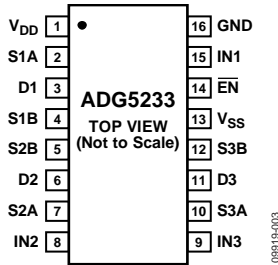 VDD 1 16 GND
S1A 2 15 IN1
D1 3 14 EN
ADG5233
S1B 4 13 VSS
TOP VIEW
(Not to Scale)
S2B 5 12 S3B
D2 6 11 D3
S2A 7 10 S3A
IN2 8 9 IN3
09919-003